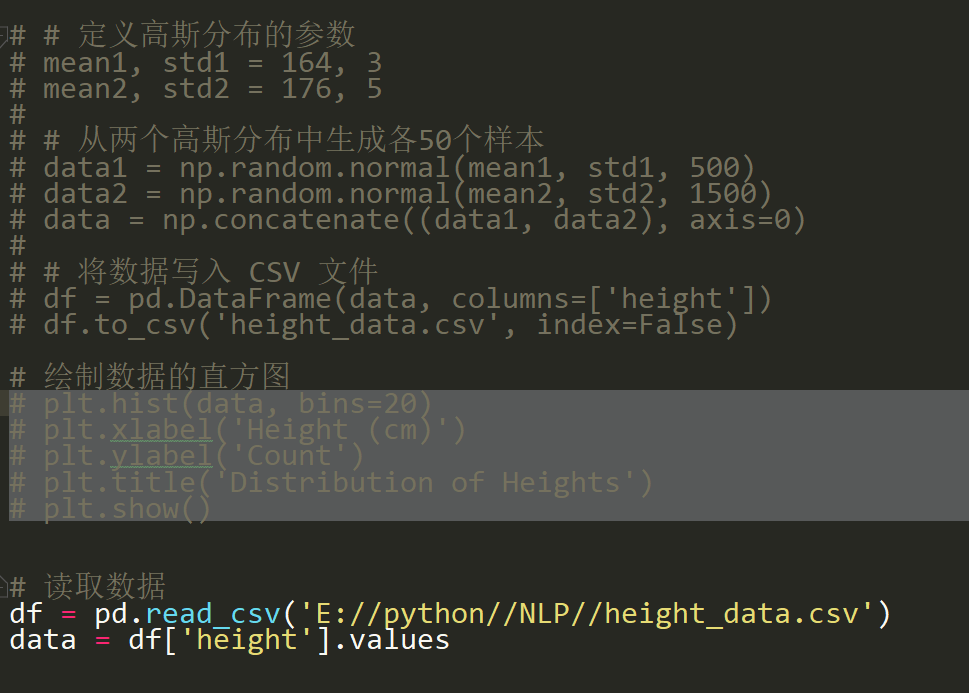 # # 定义高斯分布的参数
# mean1, std1 = 164, 3
# mean2, std2 = 176, 5
#
# # 从两个高斯分布中生成各50个样本
# data1 = np.random.normal(mean1, std1, 500)
# data2 = np.random.normal(mean2, std2, 1500)
# data = np.concatenate((data1, data2), axis=0)
#
# # 将数据写入 CSV 文件
# df = pd.DataFrame(data, columns=['height'])
# df.to_csv('height_data.csv', index=False)
# 绘制数据的直方图
# plt.hist(data, bins=20)
# plt.xlabel('Height (cm)')
# plt.ylabel('Count')
# plt.title('Distribution of Heights')
# plt.show()
# 读取数据
df = pd.read_csv('E://python//NLP//height_data.csv')
data = df['height'].values